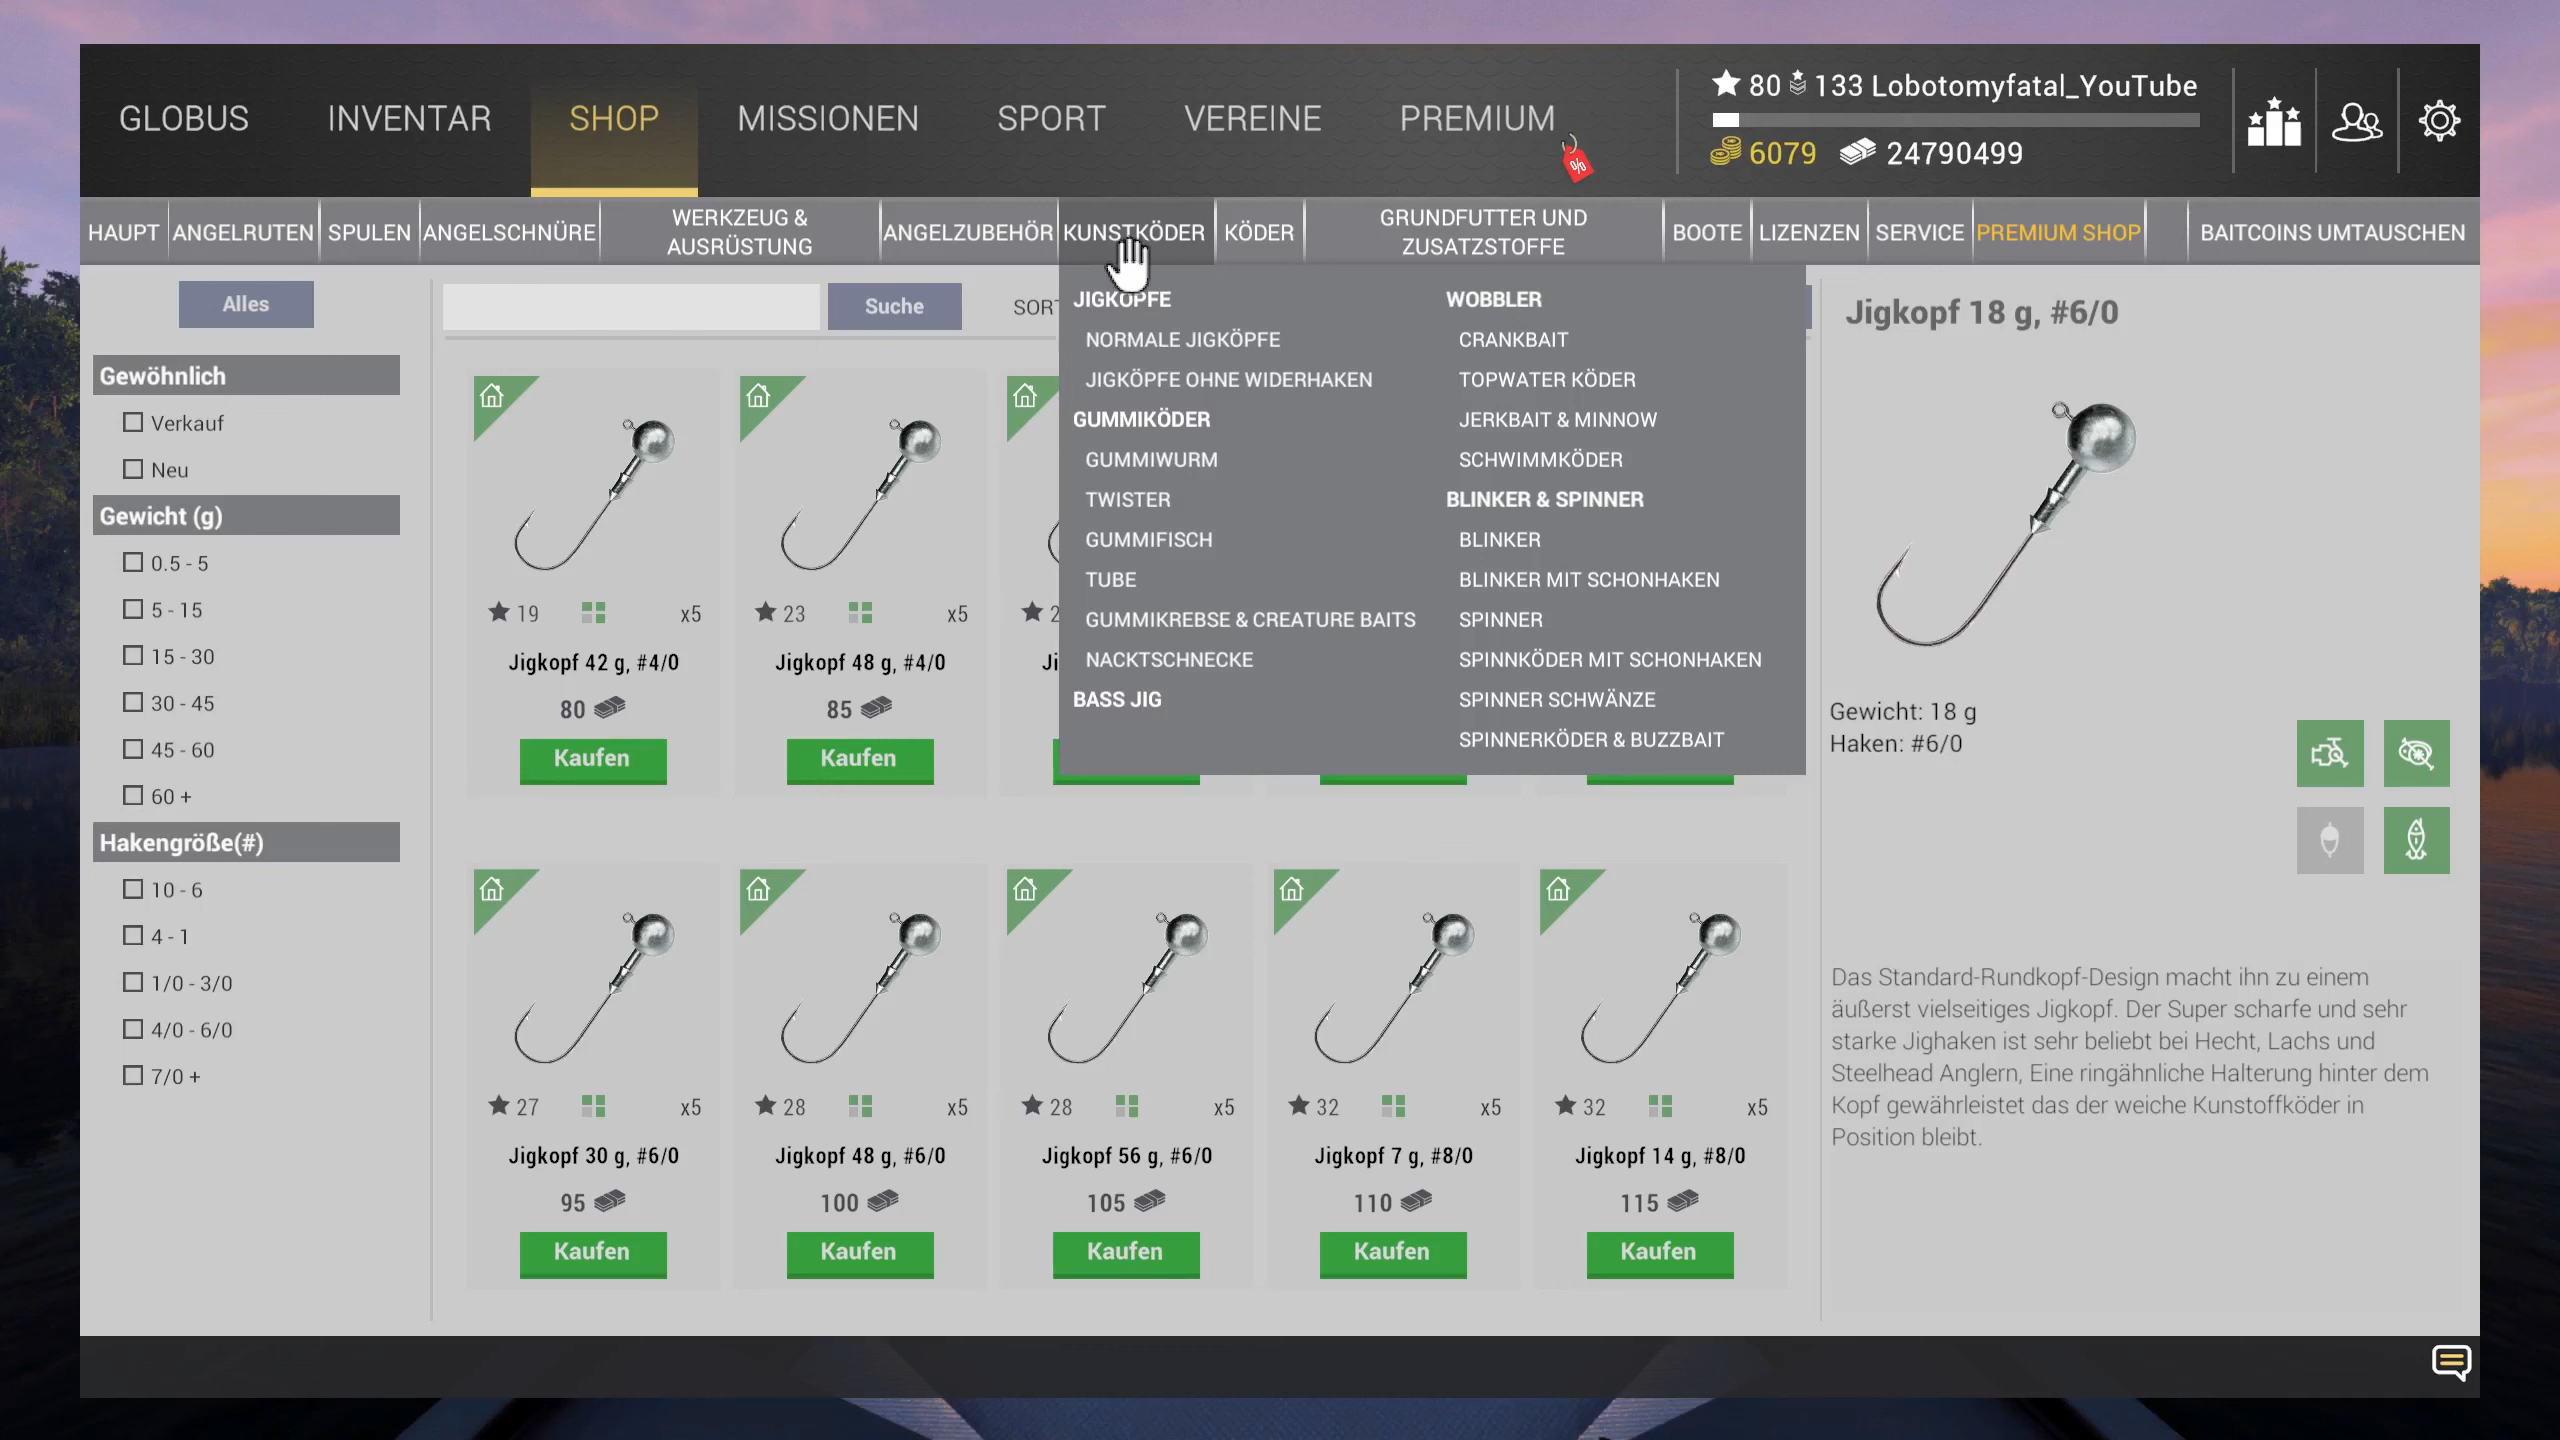 GLOBUS
INVENTAR
SHOP
MISSIONEN
SPORT
VEREINE
PREMIUM
%
80 133 Lobotomyfatal_YouTube
6079 24790499
HAUPT
ANGELRUTEN
SPULEN
ANGELSCHNÜRE
WERKZEUG &
AUSRÜSTUNG
ANGELZUBEHÖR
KUNSTKÖDER
KÖDER
GRUNDFUTTER UND
ZUSATZSTOFFE
BOOTE
LIZENZEN
SERVICE
PREMIUM SHOP
BAITCOINS UMTAUSCHEN
Alles
Gewöhnlich
Verkauf
Neu
Gewicht (g)
0.5 - 5
5 - 15
15 - 30
30 - 45
45 - 60
60 +
Hakengröße(#)
10 - 6
4 - 1
1/0 - 3/0
4/0 - 6/0
7/0 +
Suche
JIGKÖPFE
NORMALE JIGKÖPFE
JIGKÖPFE OHNE WIDERHAKEN
GUMMIKÖDER
GUMMIWURM
TWISTER
GUMMIFISCH
TUBE
GUMMIKREBSE & CREATURE BAITS
NACKTSCHNECKE
BASS JIG
WOBBLER
CRANKBAIT
TOPWATER KÖDER
JERKBAIT & MINNOW
SCHWIMMKÖDER
BLINKER & SPINNER
BLINKER
BLINKER MIT SCHONHAKEN
SPINNER
SPINNKÖDER MIT SCHONHAKEN
SPINNER SCHWÄNZE
SPINNERKÖDER & BUZZBAIT
19 x5
Jigkopf 42 g, #4/0
80
Kaufen
23 x5
Jigkopf 48 g, #4/0
85
Kaufen
27 x5
Jigkopf 30 g, #6/0
95
Kaufen
28 x5
Jigkopf 48 g, #6/0
100
Kaufen
28 x5
Jigkopf 56 g, #6/0
105
Kaufen
32 x5
Jigkopf 7 g, #8/0
110
Kaufen
32 x5
Jigkopf 14 g, #8/0
115
Kaufen
Jigkopf 18 g, #6/0
Gewicht: 18 g
Haken: #6/0
Das Standard-Rundkopf-Design macht ihn zu einem
äußerst vielseitiges Jigkopf. Der Super scharfe und sehr
starke Jighaken ist sehr beliebt bei Hecht, Lachs und
Steelhead Anglern, Eine ringähnliche Halterung hinter dem
Kopf gewährleistet das der weiche Kunstoffköder in
Position bleibt.